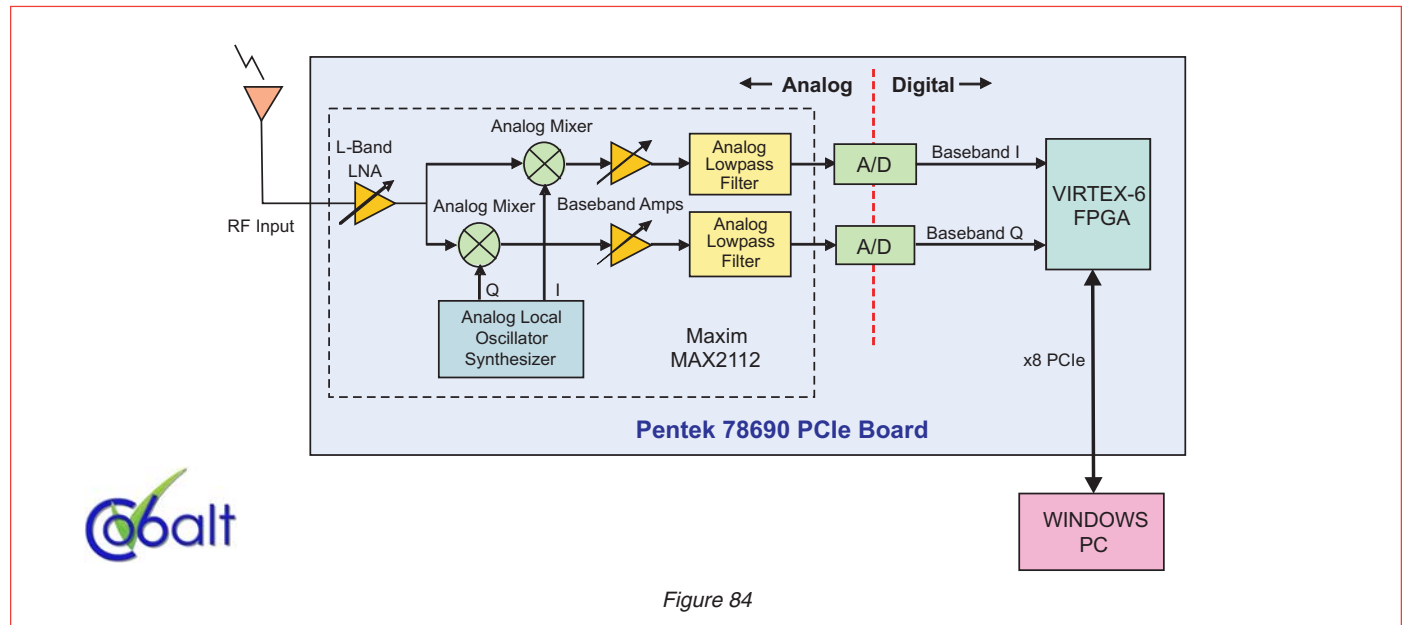 ← Analog
Digital →
Analog Mixer
L-Band
LNA
Analog
Lowpass
Filter
A/D
Baseband I
VIRTEX-6
FPGA
RF Input
Analog Mixer
Baseband Amps
Analog
Lowpass
Filter
A/D
Baseband Q
Q
I
Analog Local
Oscillator
Synthesizer
Maxim
MAX2112
x8 PCIe
Pentek 78690 PCIe Board
Cobalt
WINDOWS
PC
Figure 84